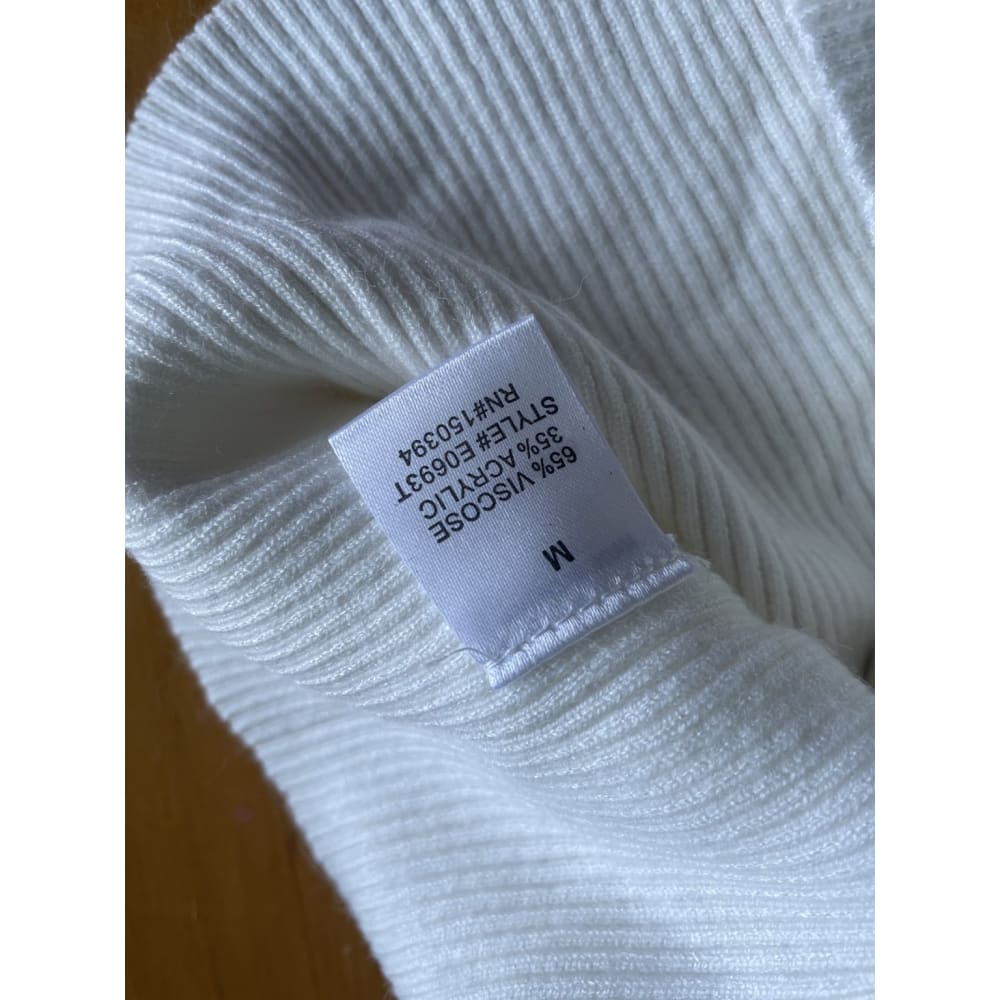 M
65% VISCOSE
35% ACRYLIC
STYLE# E0693T
RN#150394